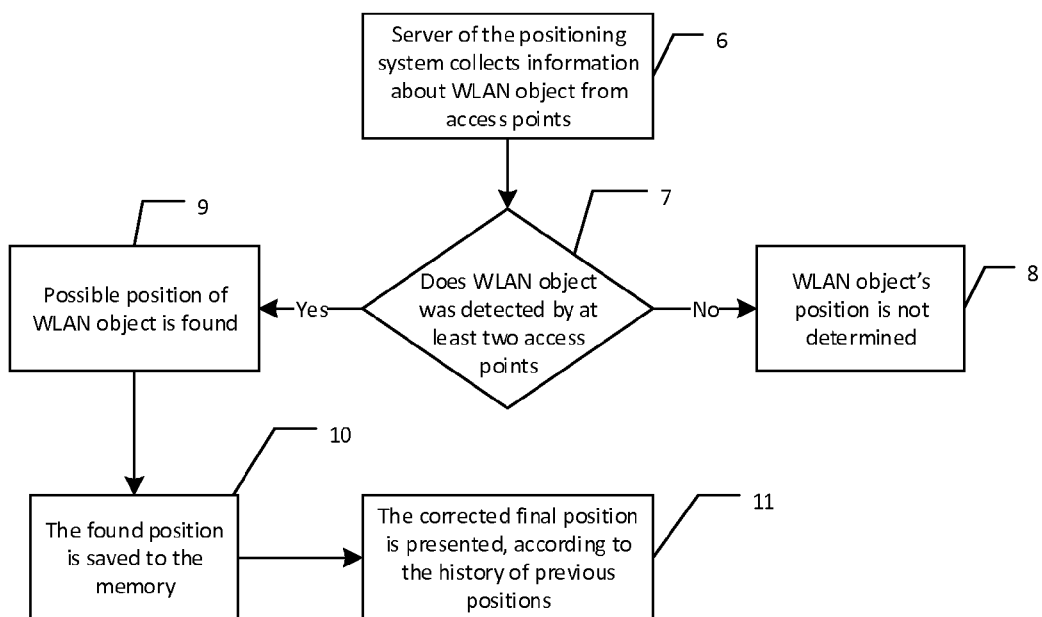 Server of the positioning
system collects information
about WLAN object from
access points
6
7
Does WLAN object
was detected by at
least two access
points
Yes
No
9
Possible position of
WLAN object is found
WLAN object's
position is not
determined
8
10
The found position
is saved to the
memory
The corrected final position
is presented, according to
the history of previous
positions
11